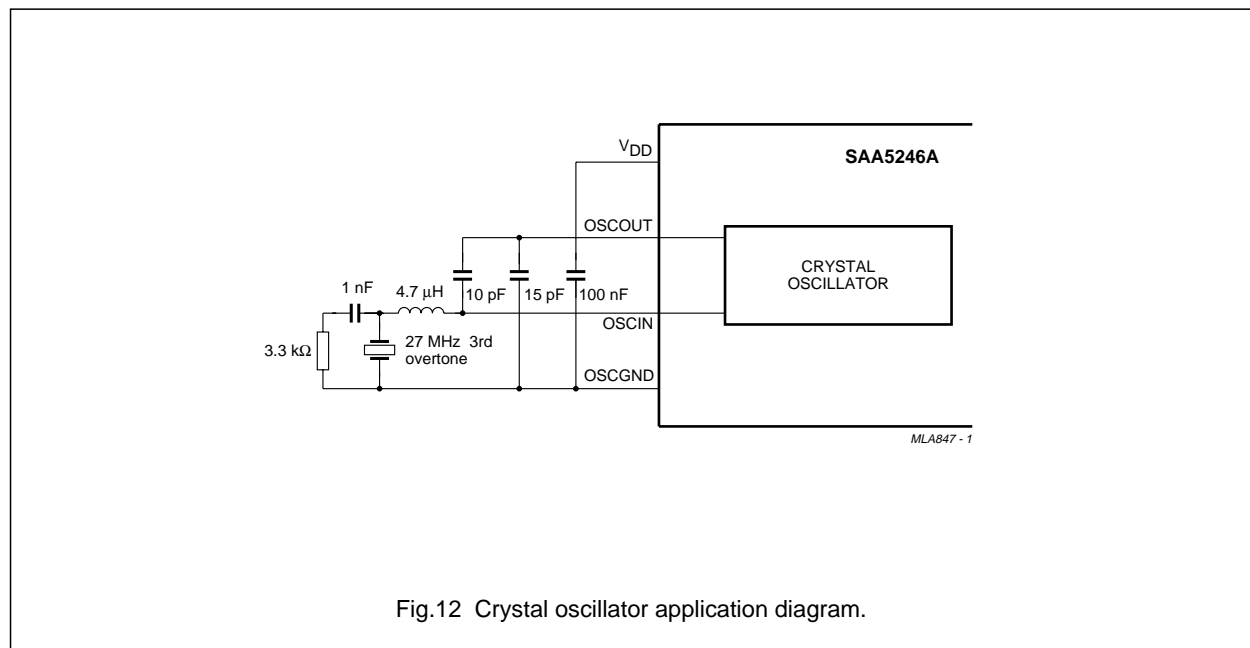 VDD
SAA5246A
OSCOUT
CRYSTAL
OSCILLATOR
1 nF
4.7 μH
10 pF
15 pF
100 nF
OSCIN
3.3 kΩ
27 MHz 3rd
overtone
OSCGND
MLA847 - 1
Fig.12 Crystal oscillator application diagram.